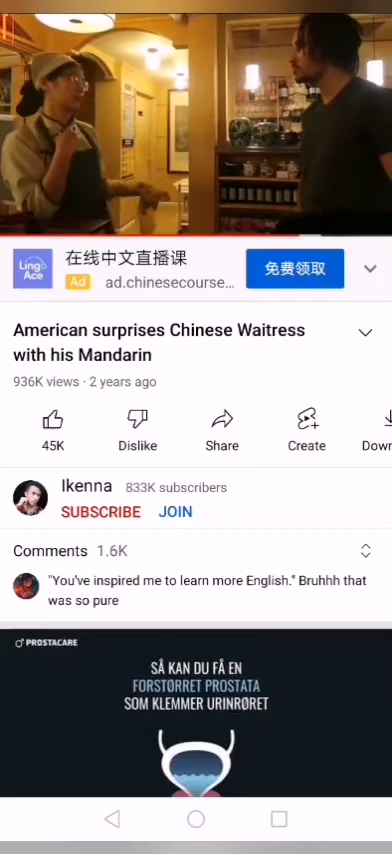 Ling
Ace
在线中文直播课
免费领取
Ad ad.chinesecourse...
American surprises Chinese Waitress
with his Mandarin
936K views · 2 years ago
45K
Dislike
Share
Create
Down
Ikenna 833K subscribers
SUBSCRIBE JOIN
Comments 1.6K
"You've inspired me to learn more English." Bruhhh that
was so pure
PROSTACARE
SÅ KAN DU FÅ EN
FORSTØRRET PROSTATA
SOM KLEMMER URINRØRET